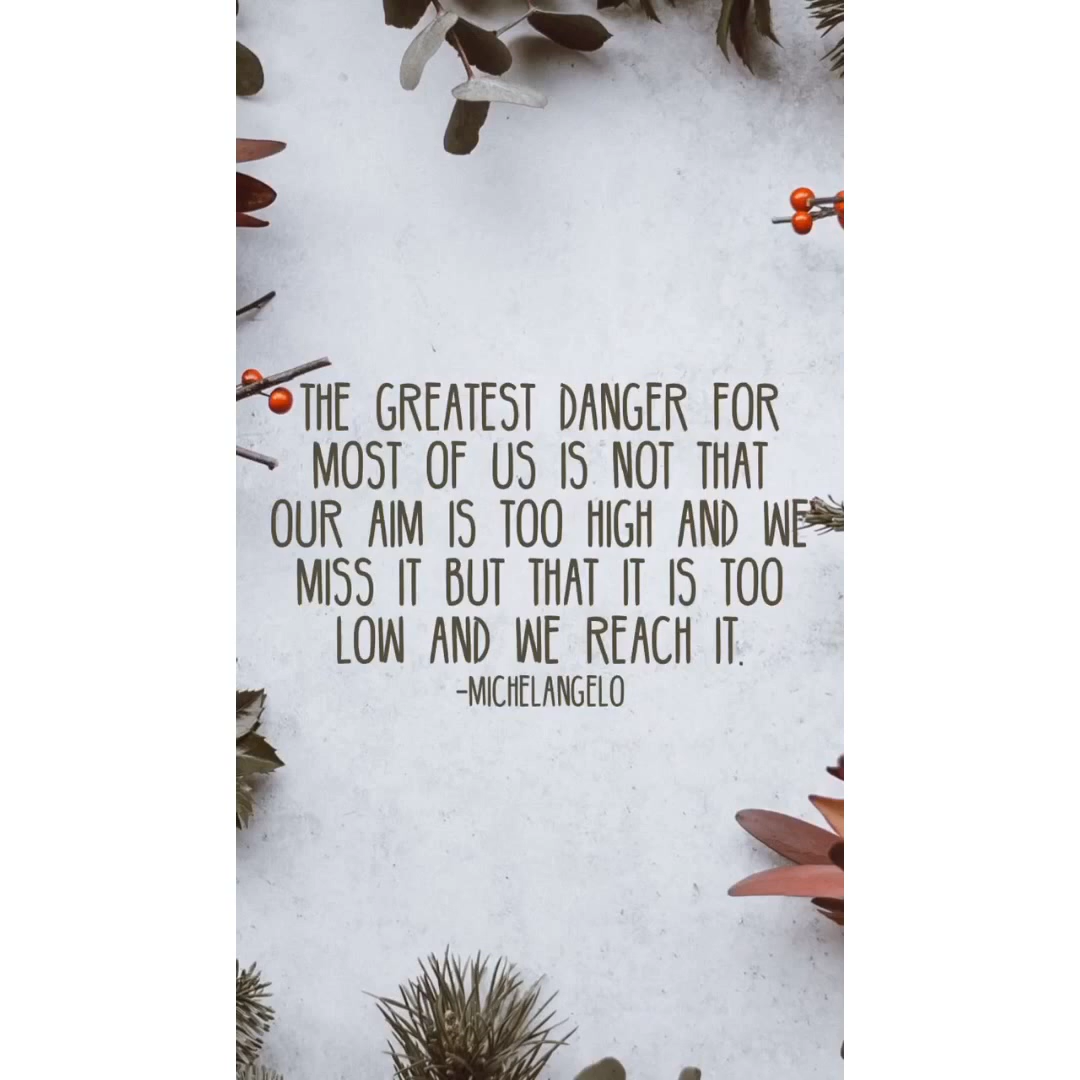 THE GREATEST DANGER FOR
MOST OF US IS NOT THAT
OUR AIM IS TOO HIGH AND WE
MISS IT BUT THAT IT IS TOO
LOW AND WE REACH IT.
-MICHELANGELO